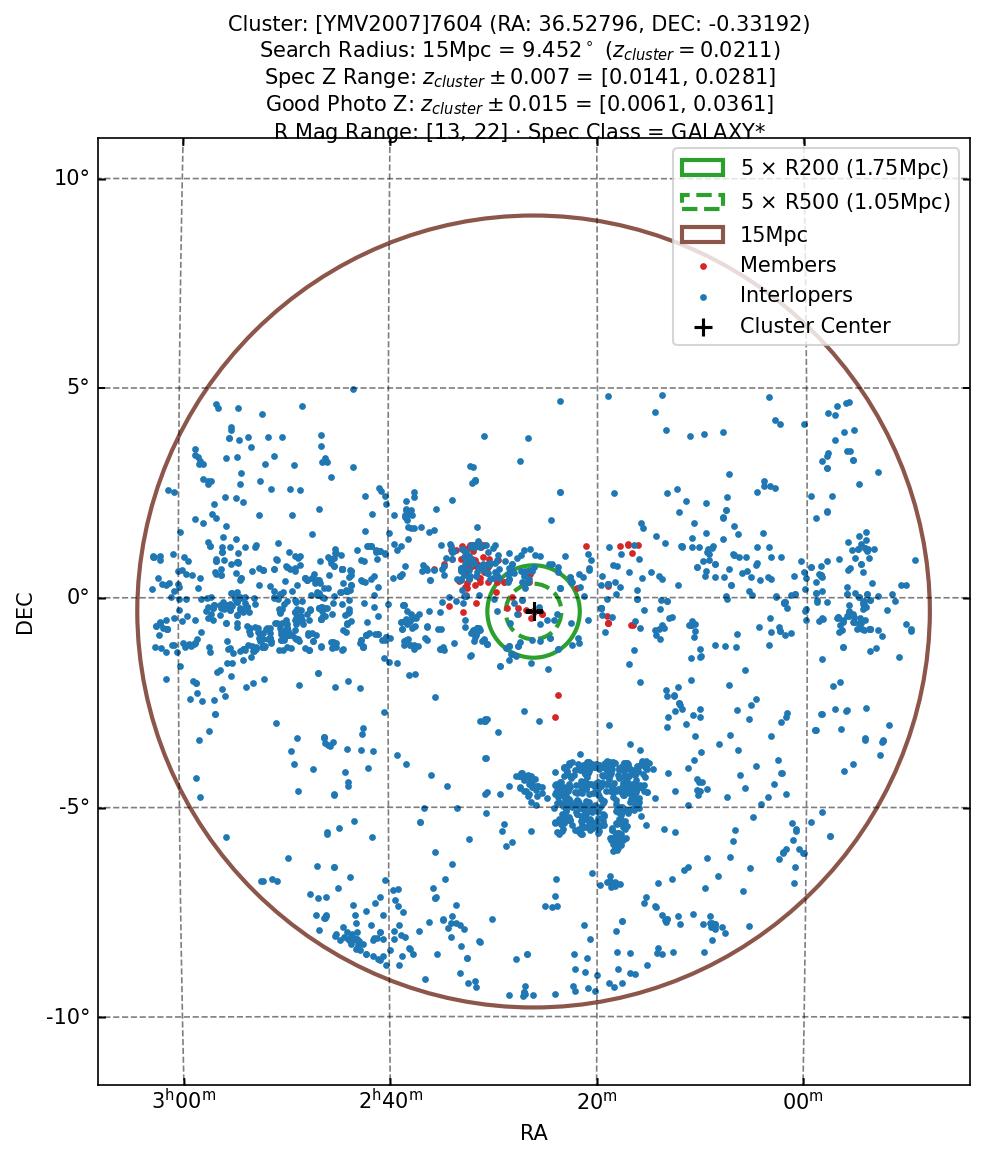 Cluster: [YMV2007]7604 (RA: 36.52796, DEC: -0.33192)
Search Radius: 15Mpc = 9.452° (z_cluster = 0.0211)
Spec Z Range: z_cluster ± 0.007 = [0.0141, 0.0281]
Good Photo Z: z_cluster ± 0.015 = [0.0061, 0.0361]
R Mag Range: [13, 22] · Spec Class = GALAXY*
5 × R200 (1.75Mpc)
5 × R500 (1.05Mpc)
15Mpc
Members
Interlopers
Cluster Center
10°
5°
0°
-5°
-10°
DEC
3ʰ00ᵐ
2ʰ40ᵐ
20ᵐ
00ᵐ
RA